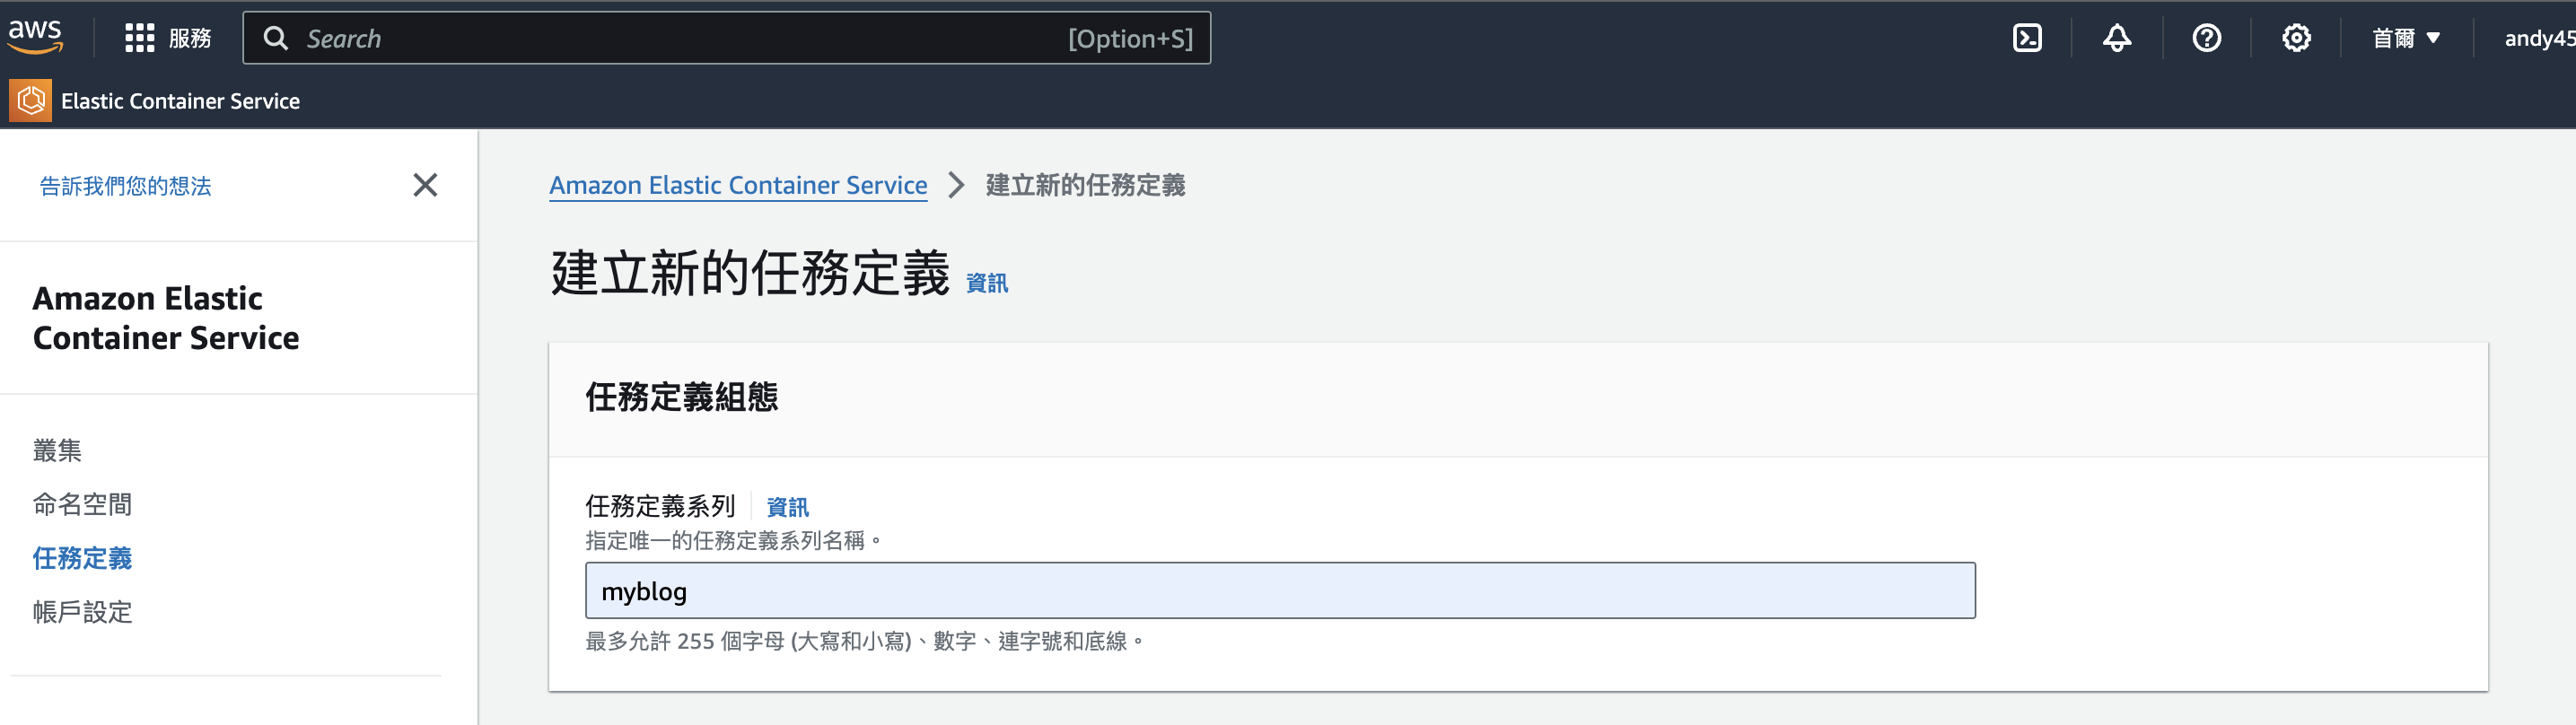 aws
服務
Search
[Option+S]
首爾
andy45
Elastic Container Service
告訴我們您的想法
Amazon Elastic
Container Service
叢集
命名空間
任務定義
帳戶設定
Amazon Elastic Container Service
建立新的任務定義
建立新的任務定義 資訊
任務定義組態
任務定義系列 資訊
指定唯一的任務定義系列名稱。
myblog
最多允許 255 個字母 (大寫和小寫)、數字、連字號和底線。